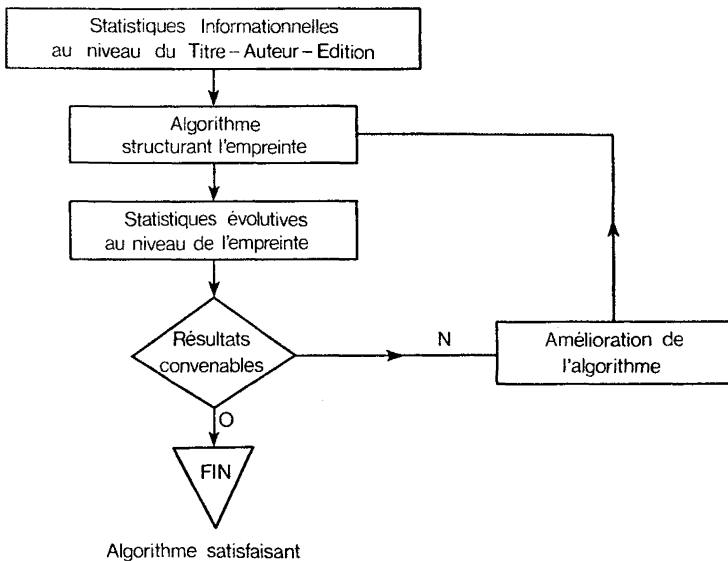 Statistiques Informationnelles
au niveau du Titre – Auteur – Edition
Algorithme
structurant l'empreinte
Statistiques évolutives
au niveau de l'empreinte
Résultats
convenables
N
Amélioration de
l'algorithme
O
FIN
Algorithme satisfaisant